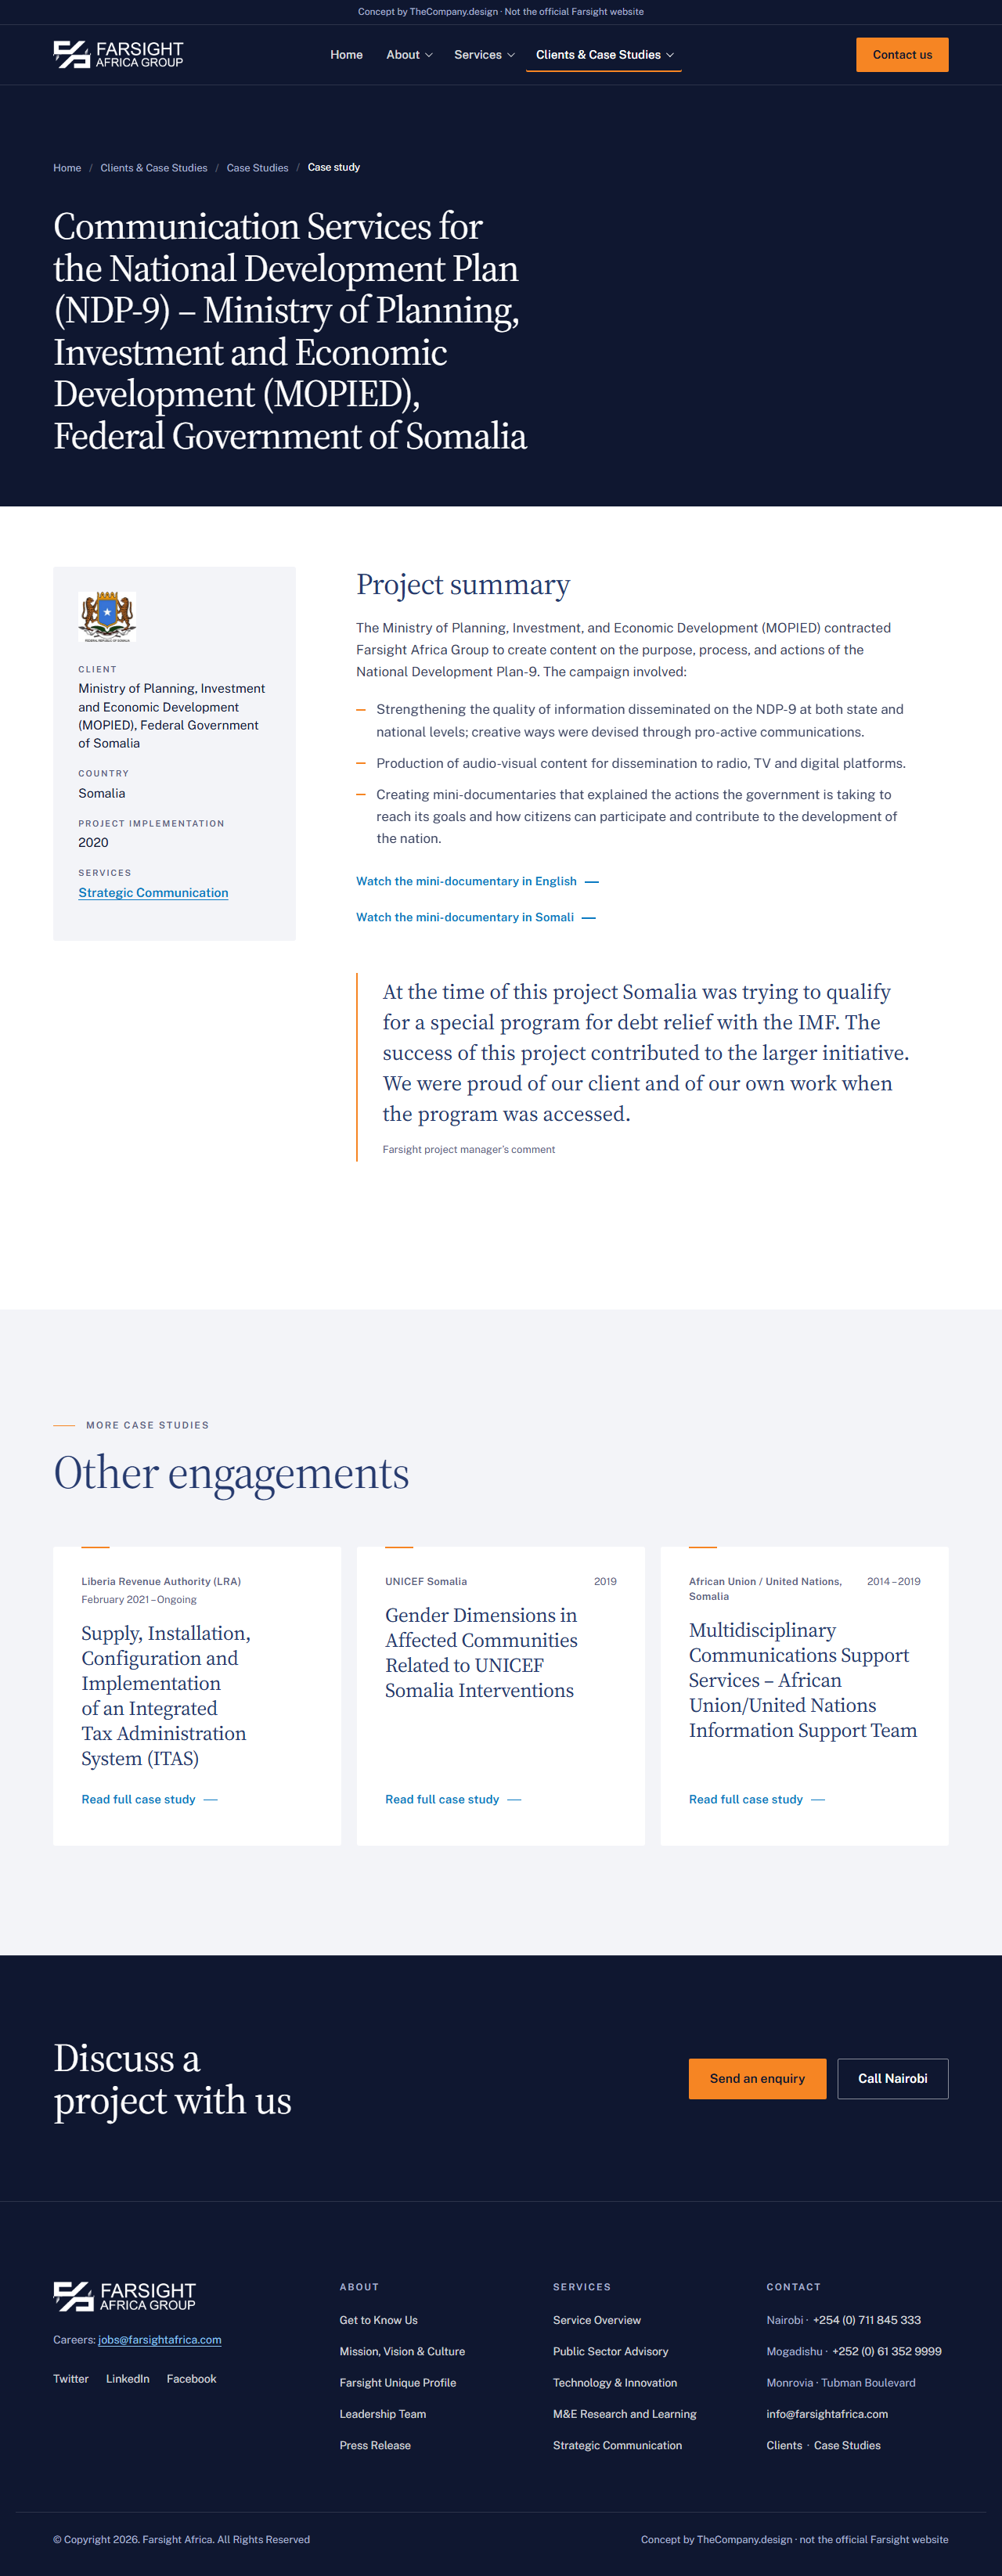 Concept by TheCompany.design · Not the official Farsight website
FARSIGHT
AFRICA GROUP
Home
About
Services
Clients & Case Studies
Contact us
Home / Clients & Case Studies / Case Studies / Case study
Communication Services for
the National Development Plan
(NDP-9) – Ministry of Planning,
Investment and Economic
Development (MOPIED),
Federal Government of Somalia
CLIENT
Ministry of Planning, Investment
and Economic Development
(MOPIED), Federal Government
of Somalia
COUNTRY
Somalia
PROJECT IMPLEMENTATION
2020
SERVICES
Strategic Communication
Project summary
The Ministry of Planning, Investment, and Economic Development (MOPIED) contracted
Farsight Africa Group to create content on the purpose, process, and actions of the
National Development Plan-9. The campaign involved:
Strengthening the quality of information disseminated on the NDP-9 at both state and
national levels; creative ways were devised through pro-active communications.
Production of audio-visual content for dissemination to radio, TV and digital platforms.
Creating mini-documentaries that explained the actions the government is taking to
reach its goals and how citizens can participate and contribute to the development of
the nation.
Watch the mini-documentary in English
Watch the mini-documentary in Somali
At the time of this project Somalia was trying to qualify
for a special program for debt relief with the IMF. The
success of this project contributed to the larger initiative.
We were proud of our client and of our own work when
the program was accessed.
Farsight project manager's comment
MORE CASE STUDIES
Other engagements
Liberia Revenue Authority (LRA)
February 2021 – Ongoing
Supply, Installation,
Configuration and
Implementation
of an Integrated
Tax Administration
System (ITAS)
Read full case study
UNICEF Somalia
2019
Gender Dimensions in
Affected Communities
Related to UNICEF
Somalia Interventions
Read full case study
African Union / United Nations,
Somalia
2014 – 2019
Multidisciplinary
Communications Support
Services – African
Union/United Nations
Information Support Team
Read full case study
Discuss a
project with us
Send an enquiry
Call Nairobi
FARSIGHT
AFRICA GROUP
Careers: jobs@farsightafrica.com
Twitter
LinkedIn
Facebook
ABOUT
Get to Know Us
Mission, Vision & Culture
Farsight Unique Profile
Leadership Team
Press Release
SERVICES
Service Overview
Public Sector Advisory
Technology & Innovation
M&E Research and Learning
Strategic Communication
CONTACT
Nairobi · +254 (0) 711 845 333
Mogadishu · +252 (0) 61 352 9999
Monrovia · Tubman Boulevard
info@farsightafrica.com
Clients · Case Studies
© Copyright 2026. Farsight Africa. All Rights Reserved
Concept by TheCompany.design · not the official Farsight website